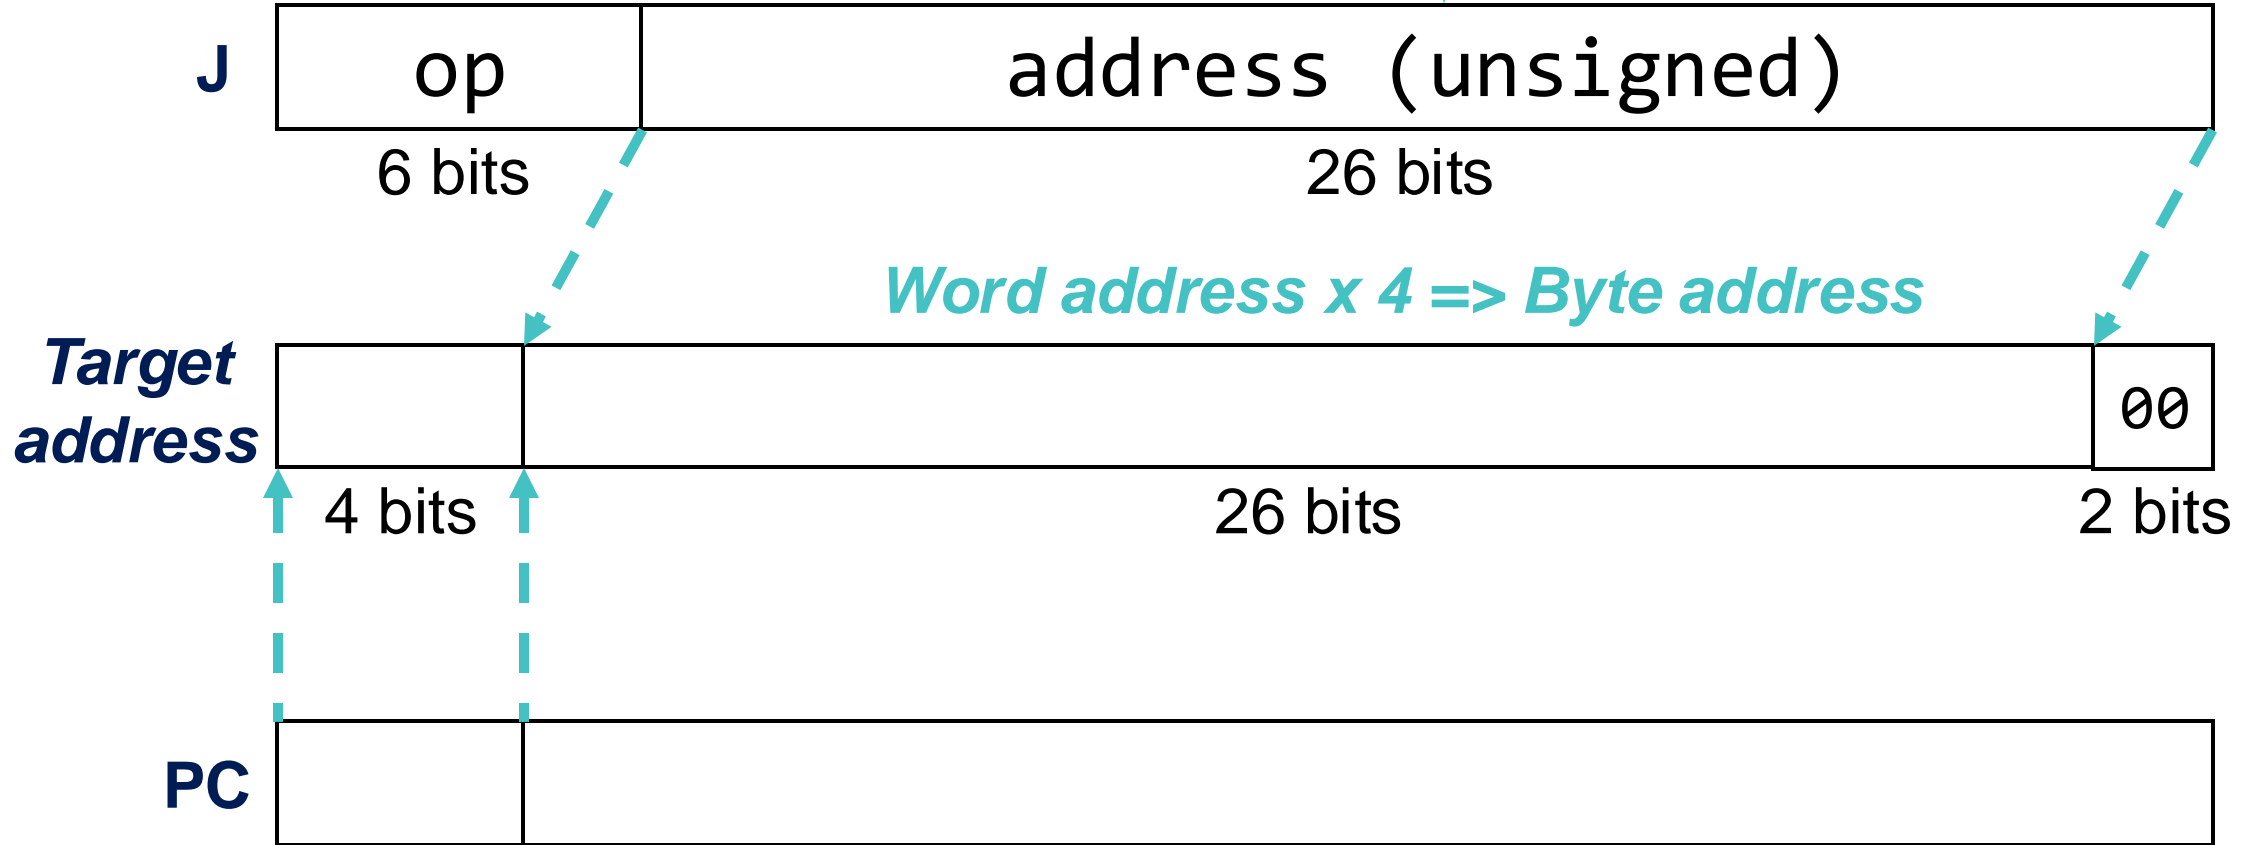 J op address (unsigned)
6 bits 26 bits
Word address x 4 => Byte address
Target
address
00
4 bits 26 bits 2 bits
PC